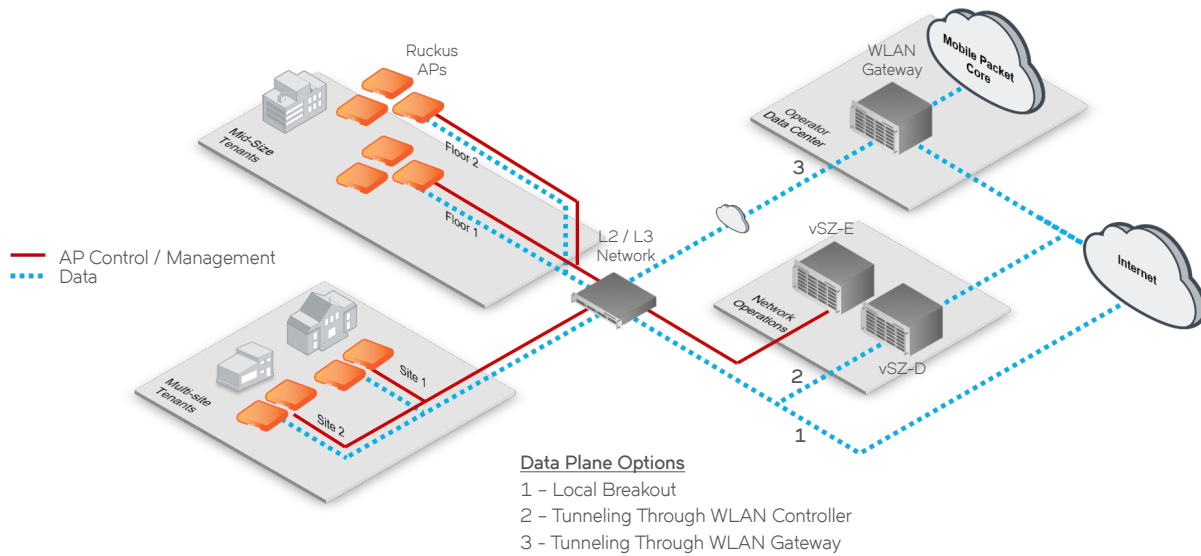 Ruckus
APs
Mid-Size
Tenants
Floor 2
Floor 1
AP Control / Management
Data
Multi-site
Tenants
Site 1
Site 2
L2 / L3
Network
WLAN
Gateway
Mobile Packet
Core
Operator
Data Center
3
vSZ-E
Network
Operations
vSZ-D
Internet
2
1
Data Plane Options
1 – Local Breakout
2 – Tunneling Through WLAN Controller
3 - Tunneling Through WLAN Gateway